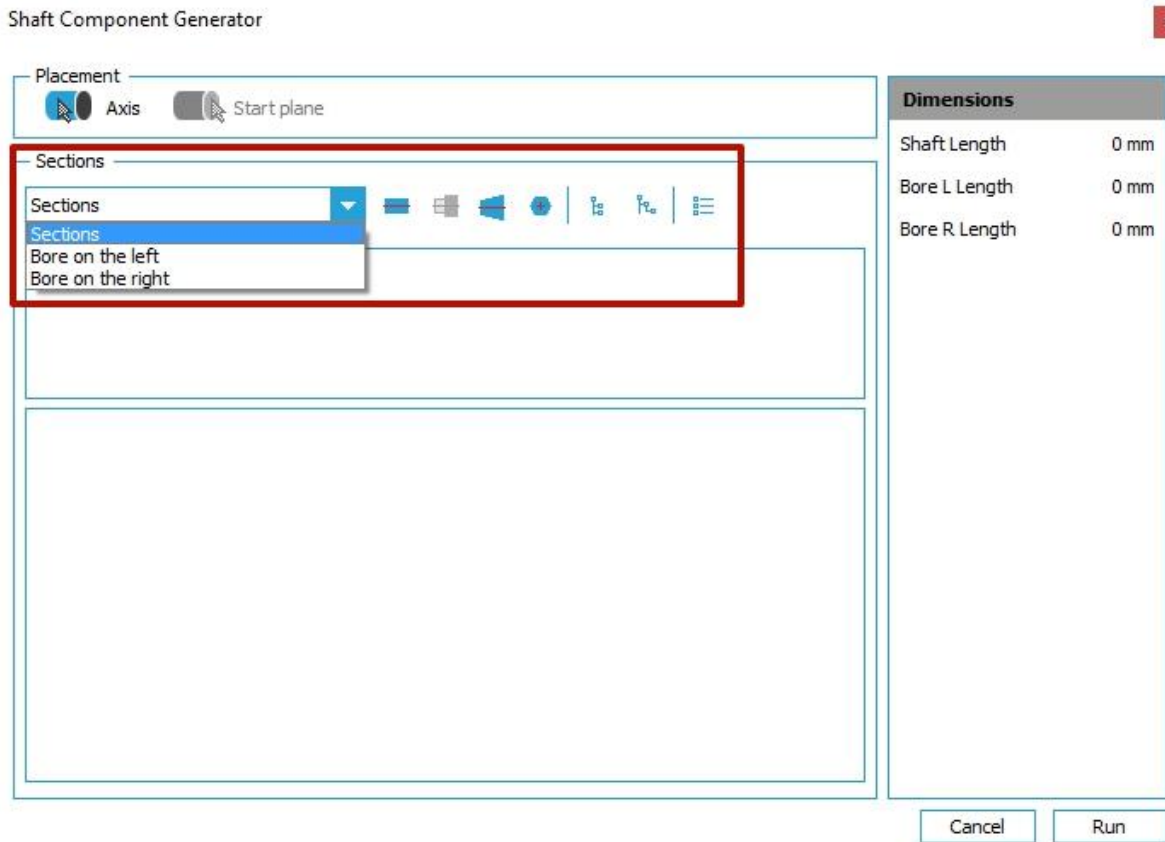 Shaft Component Generator
Placement
Axis Start plane
Sections
Sections
Sections
Bore on the left
Bore on the right
Dimensions
Shaft Length 0 mm
Bore L Length 0 mm
Bore R Length 0 mm
Cancel Run